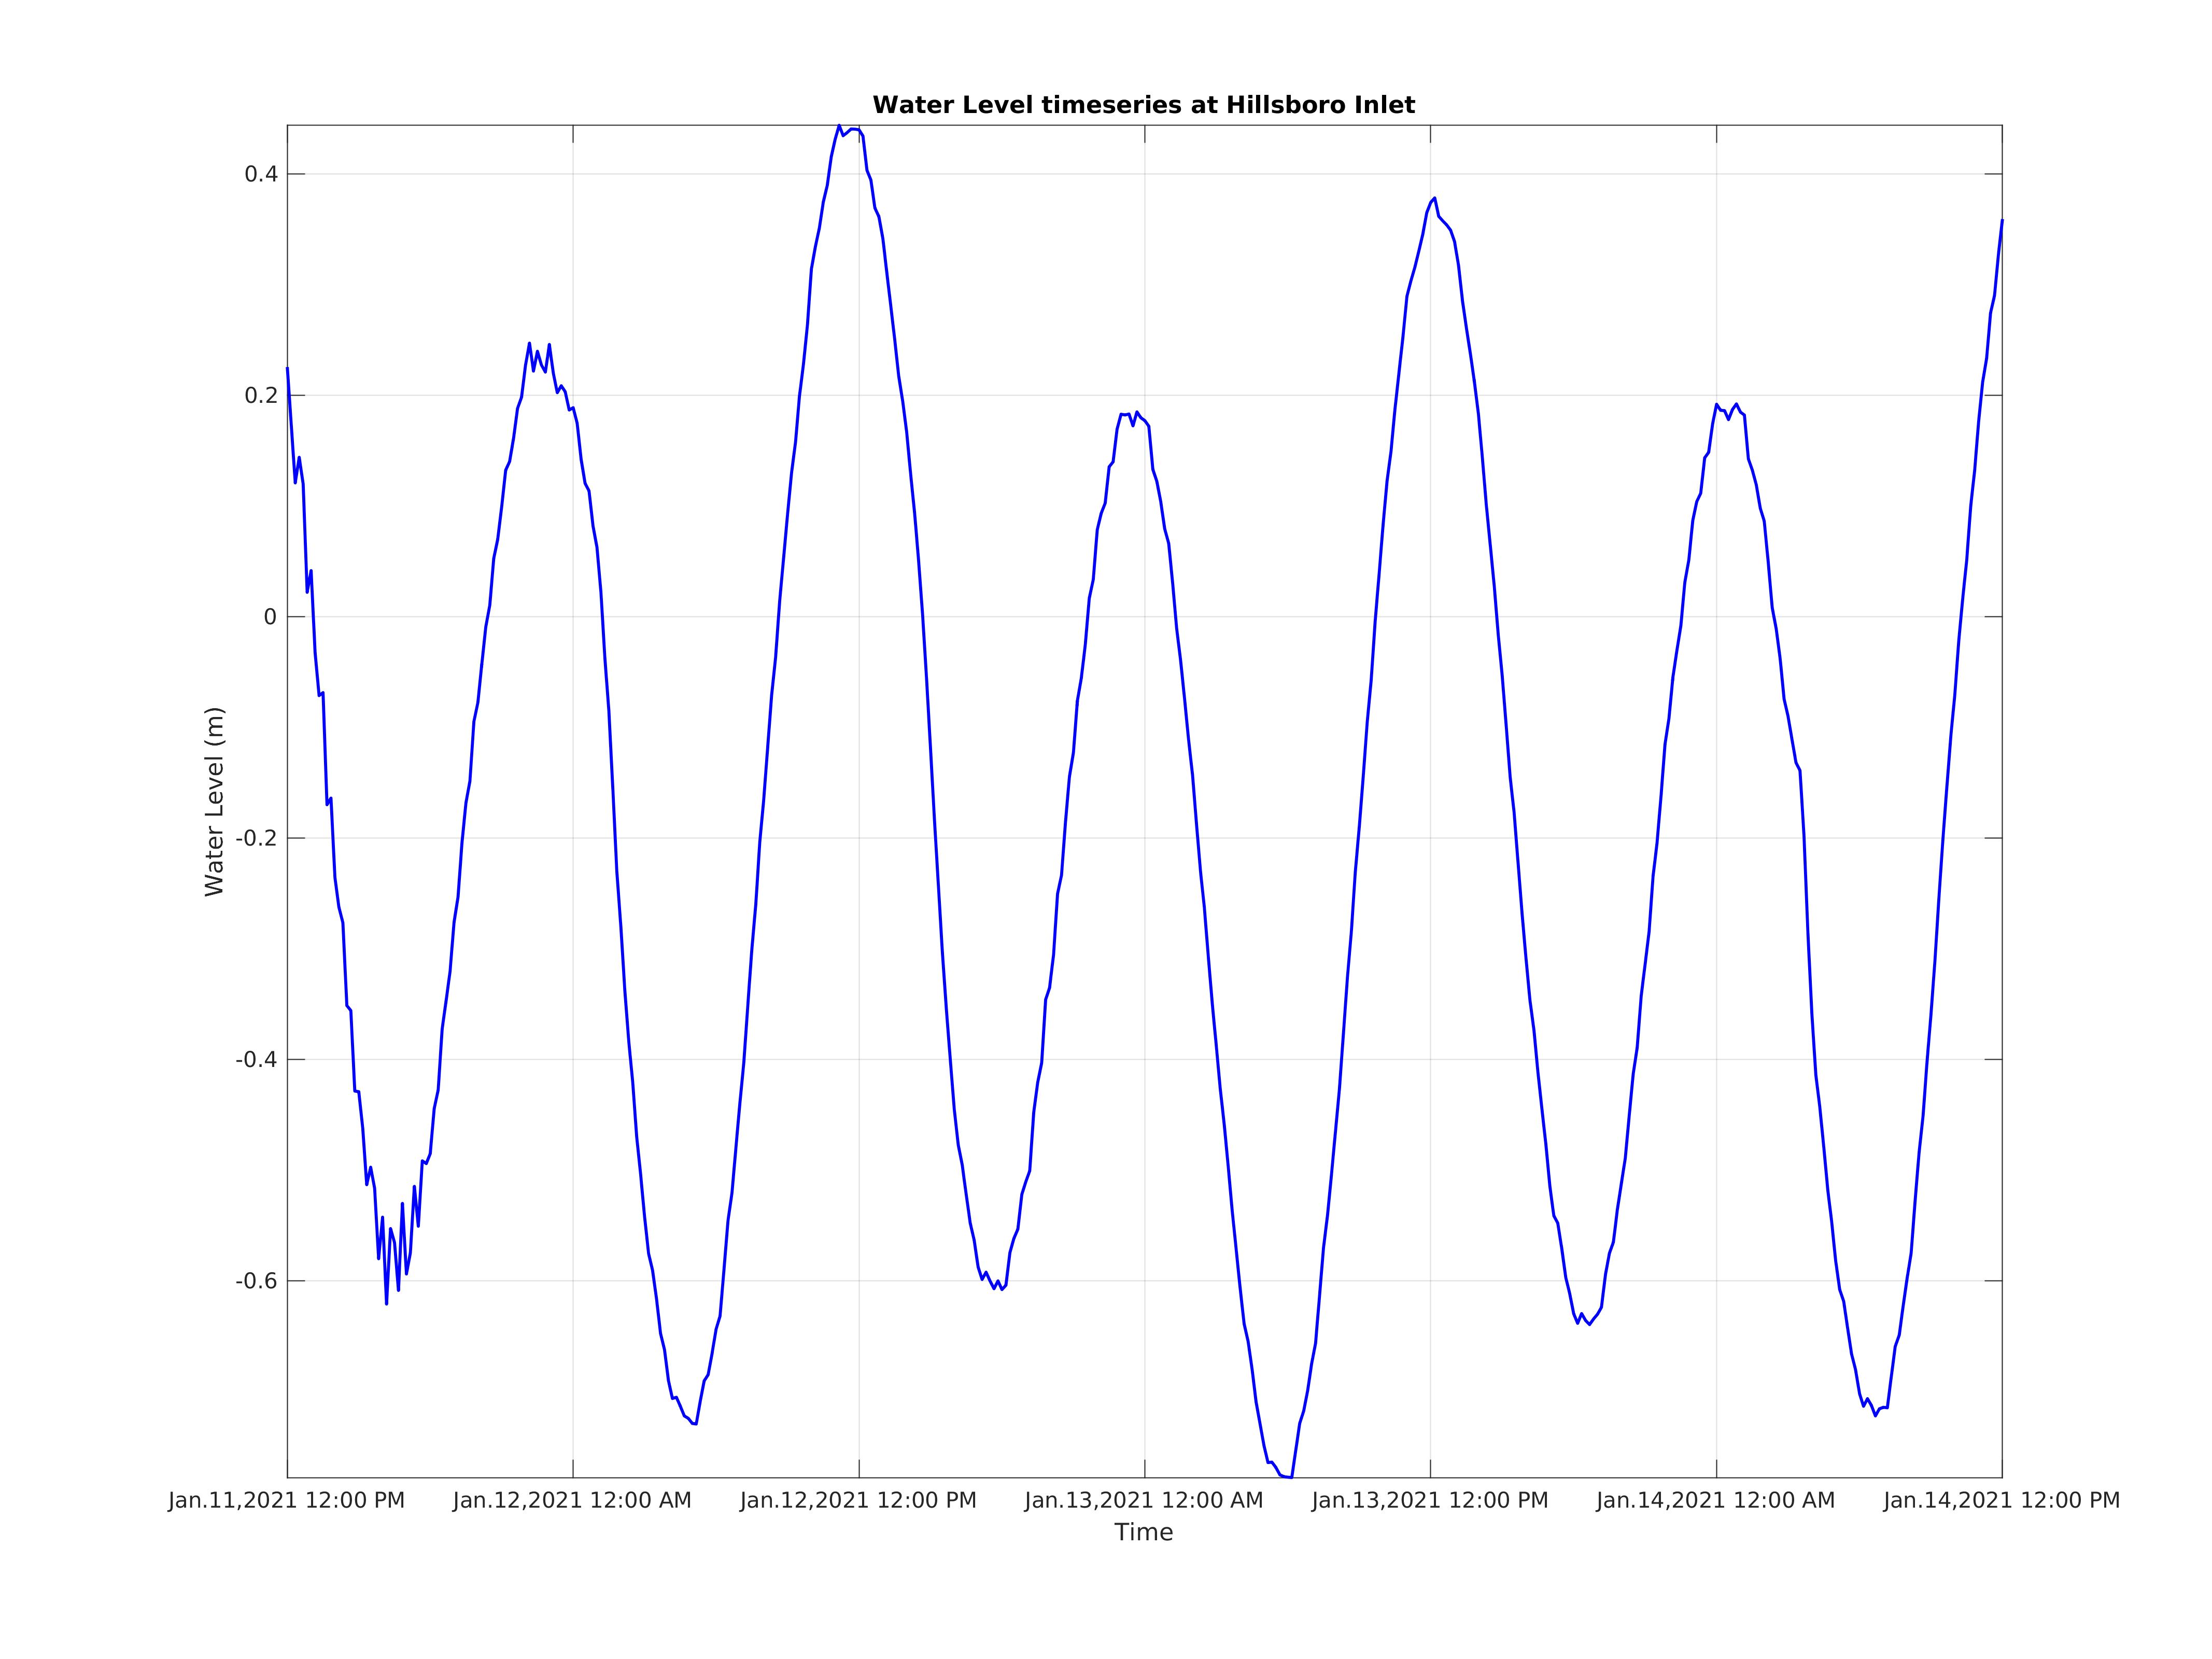 Water Level timeseries at Hillsboro Inlet
0.4
0.2
0
-0.2
-0.4
-0.6
Water Level (m)
Jan.11,2021 12:00 PM
Jan.12,2021 12:00 AM
Jan.12,2021 12:00 PM
Jan.13,2021 12:00 AM
Jan.13,2021 12:00 PM
Jan.14,2021 12:00 AM
Jan.14,2021 12:00 PM
Time